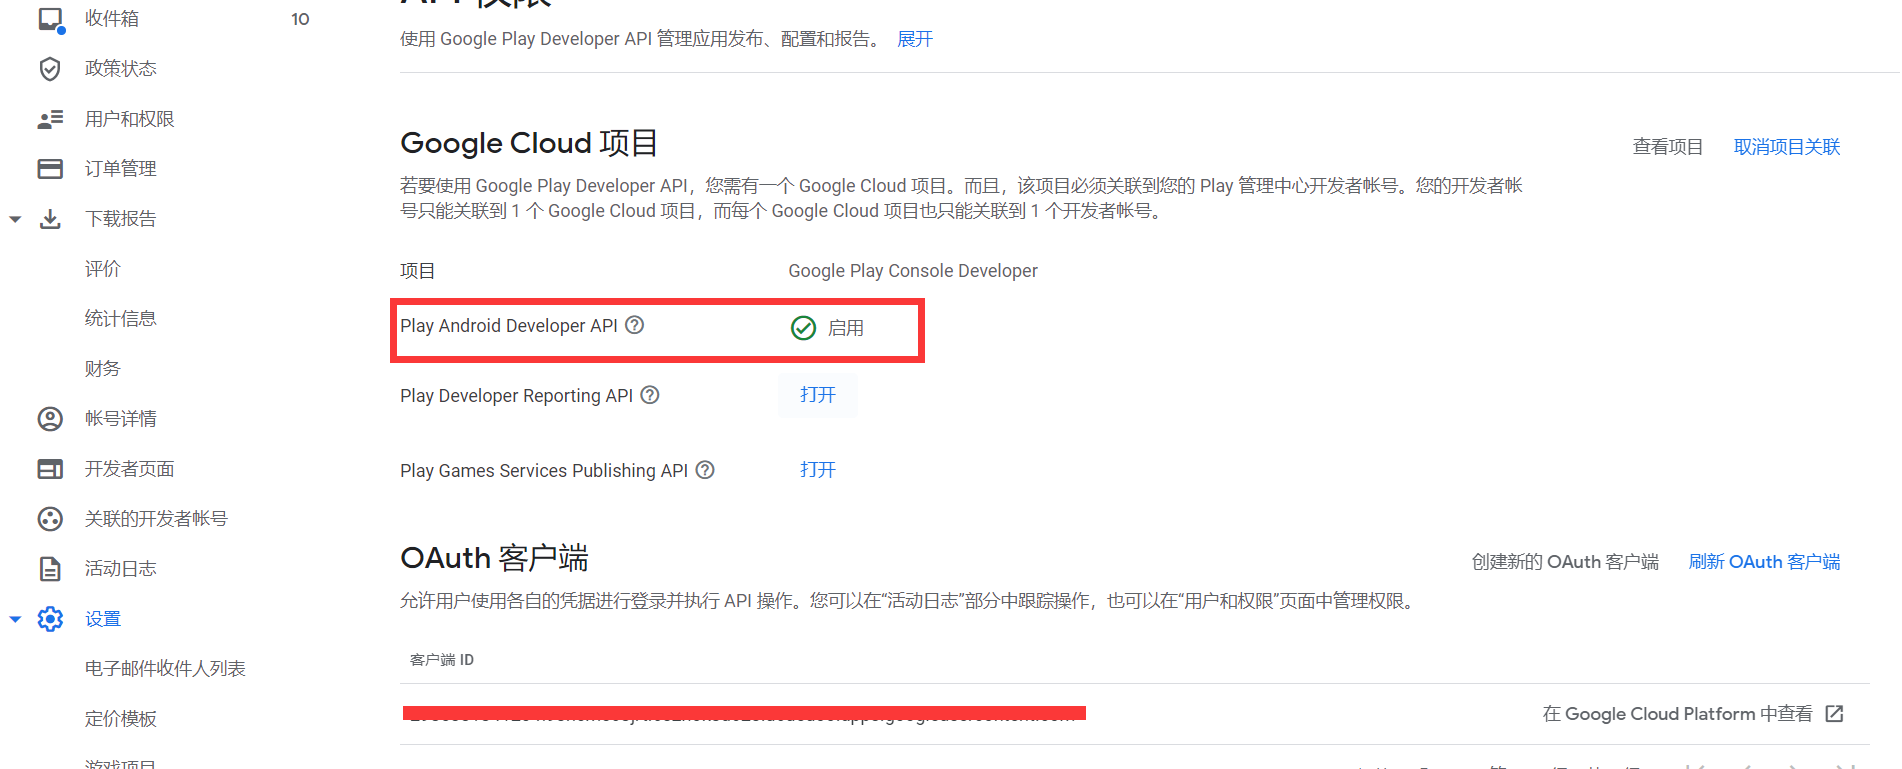 API 权限
收件箱 10
政策状态
用户和权限
订单管理
下载报告
评价
统计信息
财务
帐号详情
开发者页面
关联的开发者帐号
活动日志
设置
电子邮件收件人列表
定价模板
游戏项目
使用 Google Play Developer API 管理应用发布、配置和报告。 展开
Google Cloud 项目
查看项目 取消项目关联
若要使用 Google Play Developer API，您需有一个 Google Cloud 项目。而且，该项目必须关联到您的 Play 管理中心开发者帐号。您的开发者帐
号只能关联到 1 个 Google Cloud 项目，而每个 Google Cloud 项目也只能关联到 1 个开发者帐号。
项目 Google Play Console Developer
Play Android Developer API 启用
Play Developer Reporting API 打开
Play Games Services Publishing API 打开
OAuth 客户端
创建新的 OAuth 客户端 刷新 OAuth 客户端
允许用户使用各自的凭据进行登录并执行 API 操作。您可以在“活动日志”部分中跟踪操作，也可以在“用户和权限”页面中管理权限。
客户端 ID
在 Google Cloud Platform 中查看